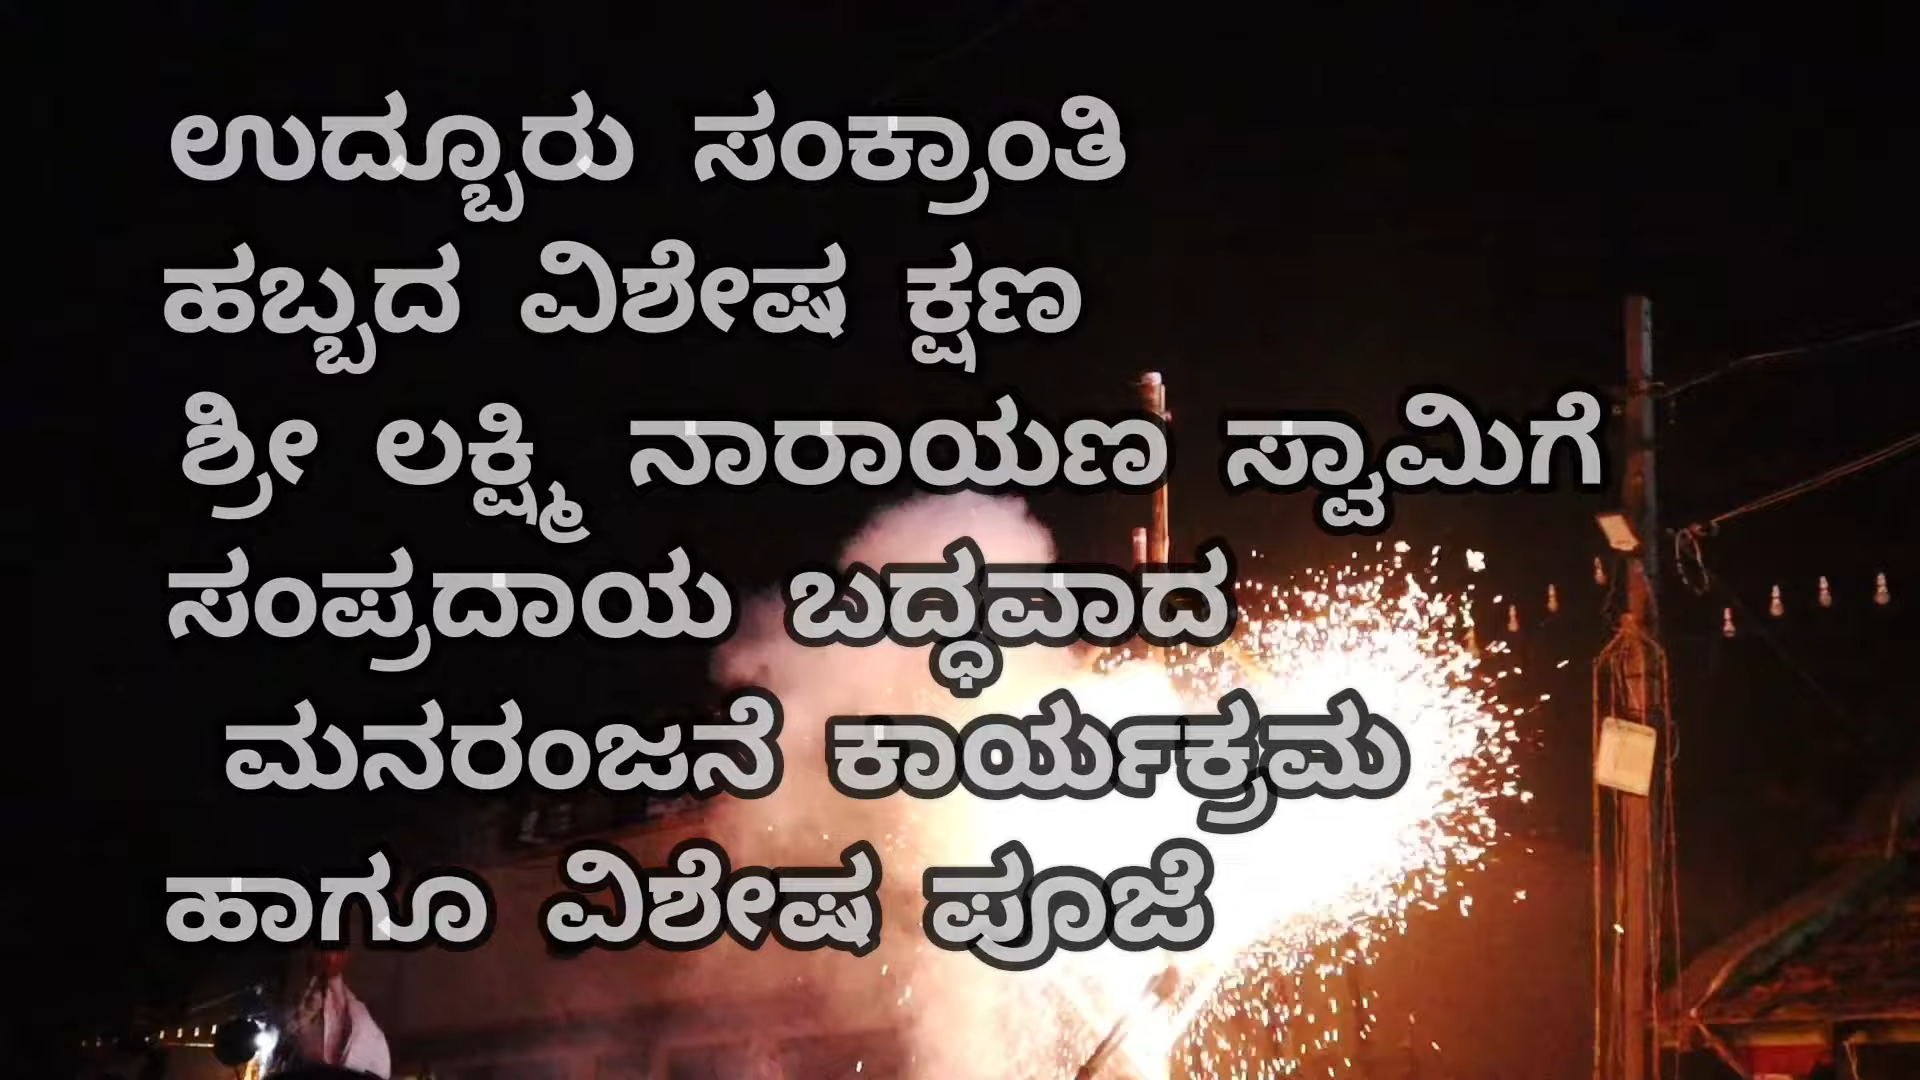 ಉದ್ಬೂರು ಸಂಕ್ರಾಂತಿ
ಹಬ್ಬದ ವಿಶೇಷ ಕ್ಷಣ
ಶ್ರೀ ಲಕ್ಷ್ಮಿ ನಾರಾಯಣ ಸ್ವಾಮಿಗೆ
ಸಂಪ್ರದಾಯ ಬದ್ಧವಾದ
ಮನರಂಜನೆ ಕಾರ್ಯಕ್ರಮ
ಹಾಗೂ ವಿಶೇಷ ಪೂಜೆ